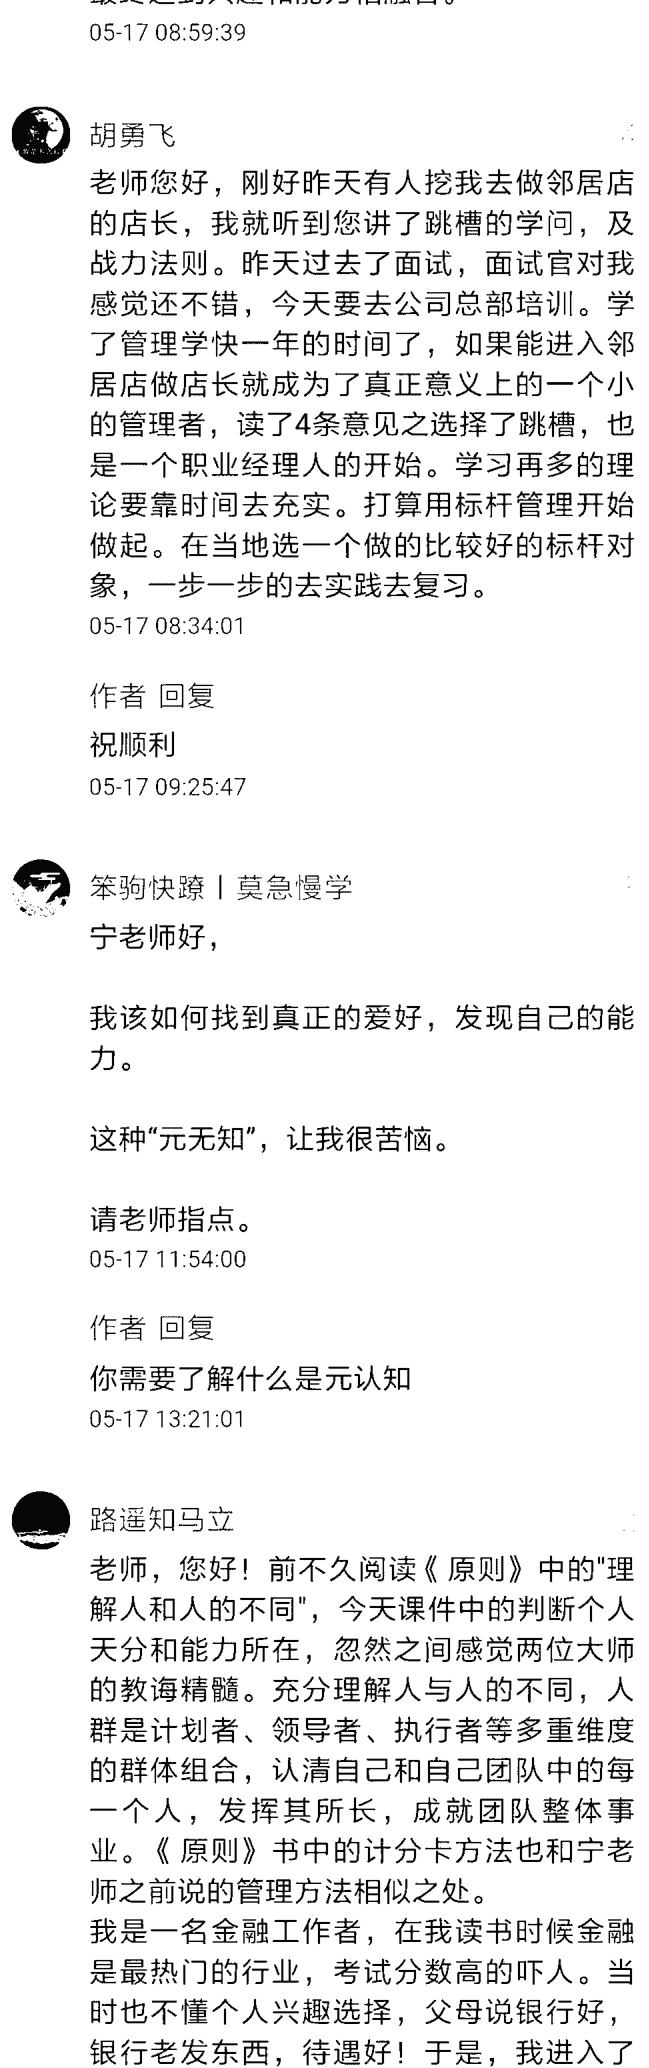 最终达到兴趣和能力相融合。
05-17 08:59:39
胡勇飞
老师您好，刚好昨天有人挖我去做邻居店
的店长，我就听到您讲了跳槽的学问，及
战力法则。昨天过去了面试，面试官对我
感觉还不错，今天要去公司总部培训。学
了管理学快一年的时间了，如果能进入邻
居店做店长就成为了真正意义上的一个小
的管理者，读了4条意见之选择了跳槽，也
是一个职业经理人的开始。学习再多的理
论要靠时间去充实。打算用标杆管理开始
做起。在当地选一个做的比较好的标杆对
象，一步一步的去实践去复习。
05-17 08:34:01
作者 回复
祝顺利
05-17 09:25:47
笨驹快蹽丨莫急慢学
宁老师好，
我该如何找到真正的爱好，发现自己的能
力。
这种“元无知”，让我很苦恼。
请老师指点。
05-17 11:54:00
作者 回复
你需要了解什么是元认知
05-17 13:21:01
路遥知马立
老师，您好！前不久阅读《 原则》中的"理
解人和人的不同"，今天课件中的判断个人
天分和能力所在，忽然之间感觉两位大师
的教诲精髓。充分理解人与人的不同，人
群是计划者、领导者、执行者等多重维度
的群体组合，认清自己和自己团队中的每
一个人，发挥其所长，成就团队整体事
业。《 原则》书中的计分卡方法也和宁老
师之前说的管理方法相似之处。
我是一名金融工作者，在我读书时候金融
是最热门的行业，考试分数高的吓人。当
时也不懂个人兴趣选择，父母说银行好，
银行老发东西，待遇好！于是，我进入了